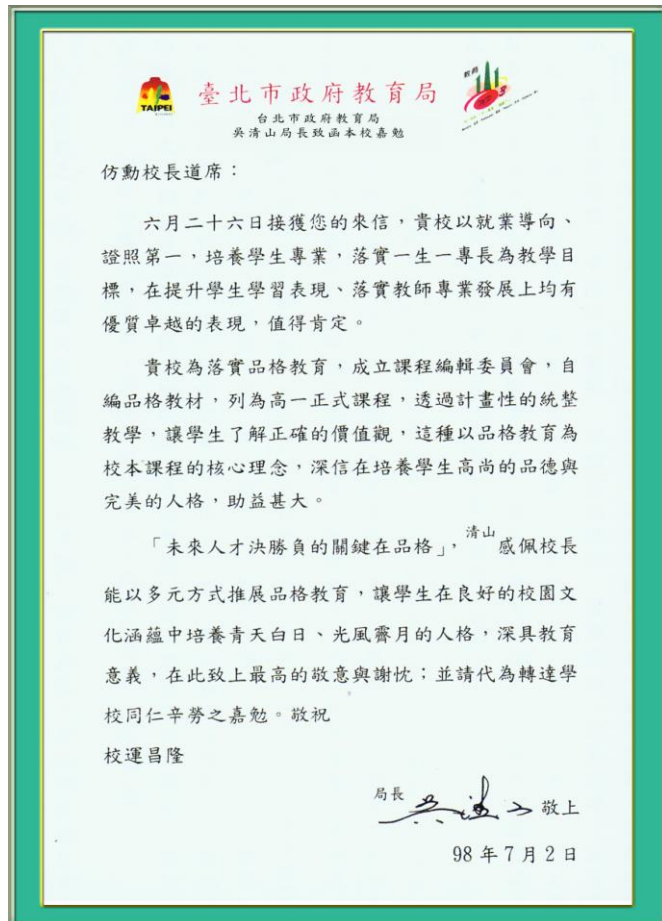 TAIPEI
臺北市政府教育局
教育
台北市政府教育局
吳清山局長致函本校嘉勉
仿勳校長道席：
六月二十六日接獲您的來信，貴校以就業導向、
證照第一，培養學生專業，落實一生一專長為教學目
標，在提升學生學習表現、落實教師專業發展上均有
優質卓越的表現，值得肯定。
貴校為落實品格教育，成立課程編輯委員會，自
編品格教材，列為高一正式課程，透過計畫性的統整
教學，讓學生了解正確的價值觀，這種以品格教育為
校本課程的核心理念，深信在培養學生高尚的品德與
完美的人格，助益甚大。
「未來人才決勝負的關鍵在品格」，清山感佩校長
能以多元方式推展品格教育，讓學生在良好的校園文
化涵蘊中培養青天白日、光風霽月的人格，深具教育
意義，在此致上最高的敬意與謝忱；並請代為轉達學
校同仁辛勞之嘉勉。敬祝
校運昌隆
局長 吳清山 敬上
98年7月2日